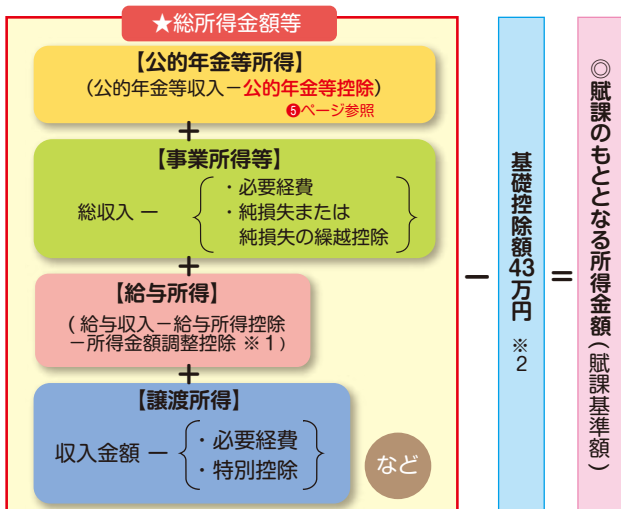 ★総所得金額等
【公的年金等所得】
(公的年金等収入−公的年金等控除)
❺ページ参照
+
【事業所得等】
総収入 − {・必要経費
・純損失または
純損失の繰越控除}
+
【給与所得】
(給与収入−給与所得控除
−所得金額調整控除 ※1)
+
【譲渡所得】
収入金額 − {・必要経費
・特別控除}
など
−
基礎控除額43万円 ※2
=
◎賦課のもととなる所得金額(賦課基準額)